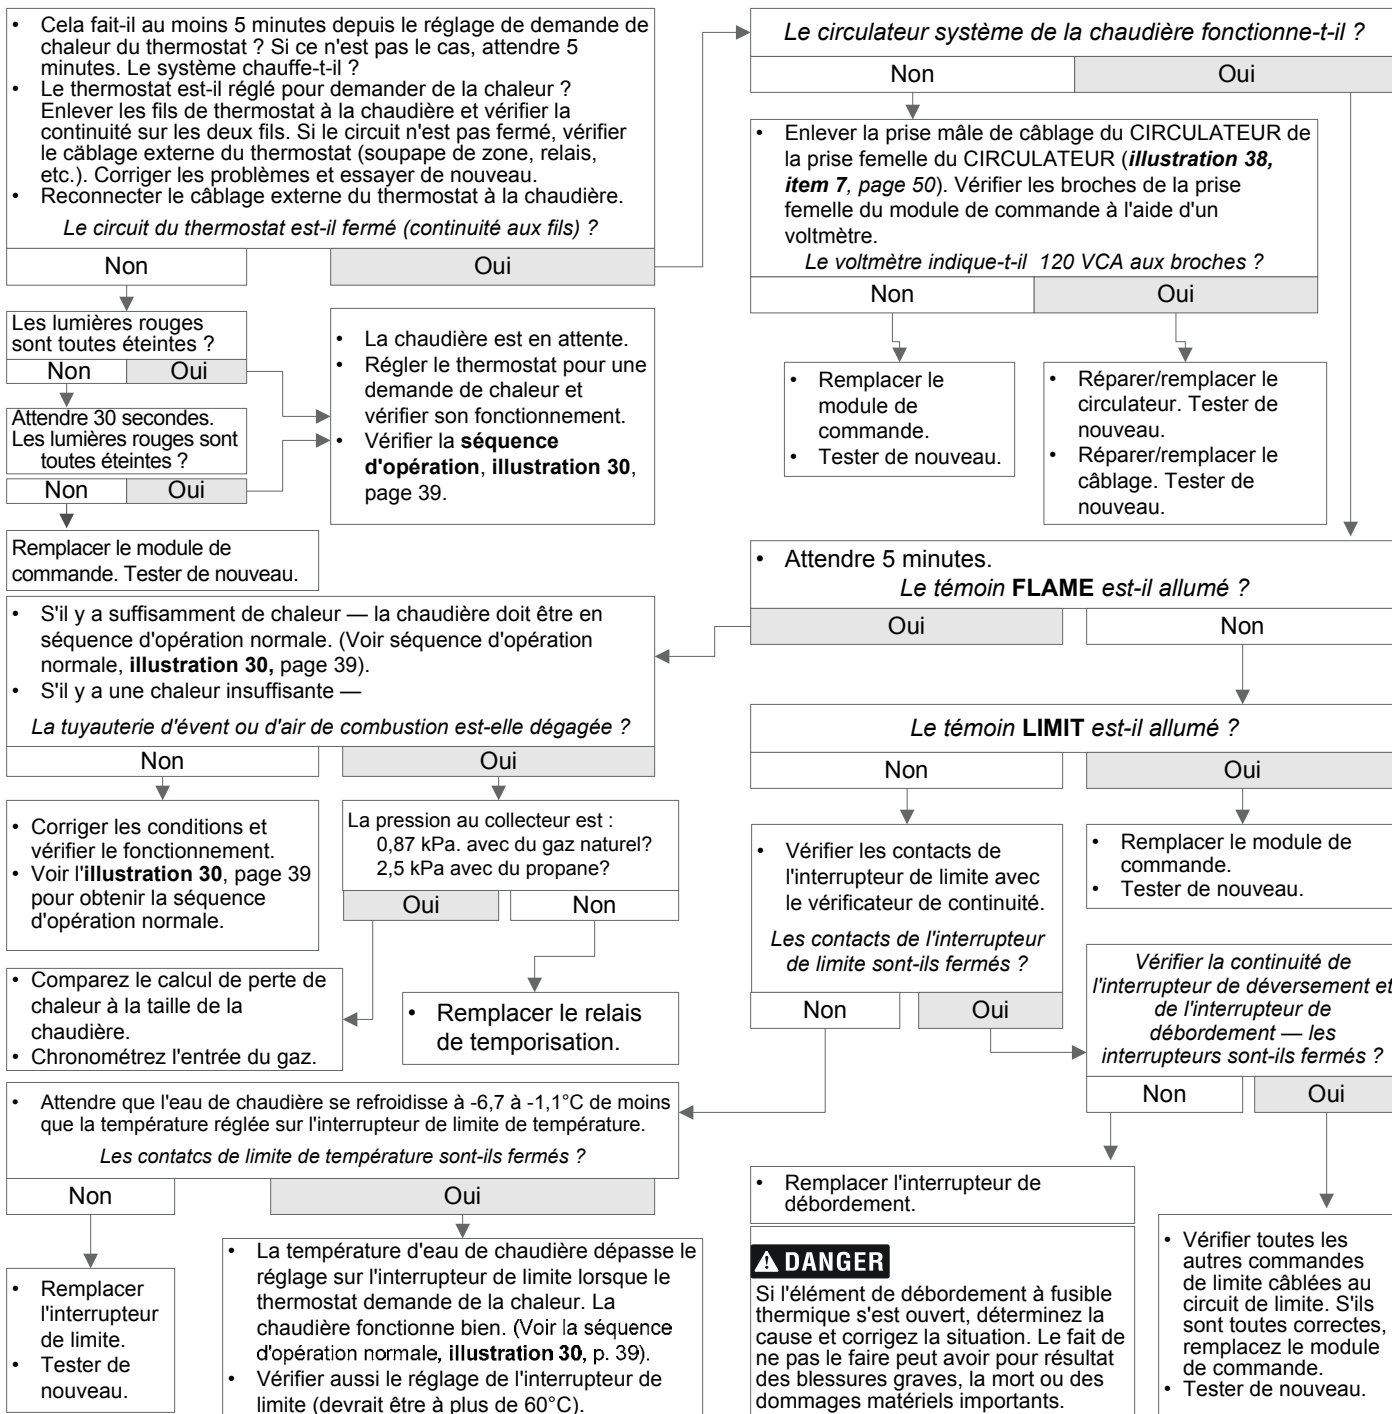 • Cela fait-il au moins 5 minutes depuis le réglage de demande de
chaleur du thermostat ? Si ce n'est pas le cas, attendre 5
minutes. Le système chauffe-t-il ?
• Le thermostat est-il réglé pour demander de la chaleur ?
Enlever les fils de thermostat à la chaudière et vérifier la
continuité sur les deux fils. Si le circuit n'est pas fermé, vérifier
le cäblage externe du thermostat (soupape de zone, relais,
etc.). Corriger les problèmes et essayer de nouveau.
• Reconnecter le câblage externe du thermostat à la chaudière.
Le circuit du thermostat est-il fermé (continuité aux fils) ?
Non
Oui
Les lumières rouges
sont toutes éteintes ?
Non
Oui
Attendre 30 secondes.
Les lumières rouges sont
toutes éteintes ?
Non
Oui
Remplacer le module de
commande. Tester de nouveau.
• La chaudière est en attente.
• Régler le thermostat pour une
demande de chaleur et
vérifier son fonctionnement.
• Vérifier la séquence
d'opération, illustration 30,
page 39.
Le circulateur système de la chaudière fonctionne-t-il ?
Non
Oui
• Enlever la prise mâle de câblage du CIRCULATEUR de
la prise femelle du CIRCULATEUR (illustration 38,
item 7, page 50). Vérifier les broches de la prise
femelle du module de commande à l'aide d'un
voltmètre.
Le voltmètre indique-t-il 120 VCA aux broches ?
Non
Oui
• Remplacer le
module de
commande.
• Tester de nouveau.
• Réparer/remplacer le
circulateur. Tester de
nouveau.
• Réparer/remplacer le
câblage. Tester de
nouveau.
• Attendre 5 minutes.
Le témoin FLAME est-il allumé ?
Oui
Non
• S'il y a suffisamment de chaleur — la chaudière doit être en
séquence d'opération normale. (Voir séquence d'opération
normale, illustration 30, page 39).
• S'il y a une chaleur insuffisante —
La tuyauterie d'évent ou d'air de combustion est-elle dégagée ?
Non
Oui
• Corriger les conditions et
vérifier le fonctionnement.
• Voir l'illustration 30, page 39
pour obtenir la séquence
d'opération normale.
La pression au collecteur est :
0,87 kPa. avec du gaz naturel?
2,5 kPa avec du propane?
Oui
Non
• Comparez le calcul de perte de
chaleur à la taille de la
chaudière.
• Chronométrez l'entrée du gaz.
• Remplacer le relais
de temporisation.
Le témoin LIMIT est-il allumé ?
Non
Oui
• Vérifier les contacts de
l'interrupteur de limite avec
le vérificateur de continuité.
Les contacts de l'interrupteur
de limite sont-ils fermés ?
Non
Oui
• Remplacer le module de
commande.
• Tester de nouveau.
Vérifier la continuité de
l'interrupteur de déversement et
de l'interrupteur de
débordement — les
interrupteurs sont-ils fermés ?
Non
Oui
• Attendre que l'eau de chaudière se refroidisse à -6,7 à -1,1°C de moins
que la température réglée sur l'interrupteur de limite de température.
Les contatcs de limite de température sont-ils fermés ?
Non
Oui
• Remplacer
l'interrupteur
de limite.
• Tester de
nouveau.
• La température d'eau de chaudière dépasse le
réglage sur l'interrupteur de limite lorsque le
thermostat demande de la chaleur. La
chaudière fonctionne bien. (Voir la séquence
d'opération normale, illustration 30, p. 39).
• Vérifier aussi le réglage de l'interrupteur de
limite (devrait être à plus de 60°C).
• Remplacer l'interrupteur de
débordement.
DANGER
Si l'élément de débordement à fusible
thermique s'est ouvert, déterminez la
cause et corrigez la situation. Le fait de
ne pas le faire peut avoir pour résultat
des blessures graves, la mort ou des
dommages matériels importants.
• Vérifier toutes les
autres commandes
de limite câblées au
circuit de limite. S'ils
sont toutes correctes,
remplacez le module
de commande.
• Tester de nouveau.